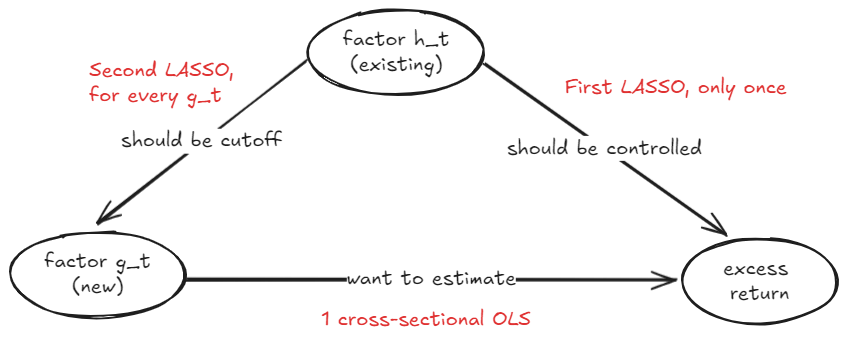 factor h_t
(existing)
Second LASSO,
for every g_t
First LASSO, only once
should be cutoff
should be controlled
factor g_t
(new)
want to estimate
excess
return
1 cross-sectional OLS